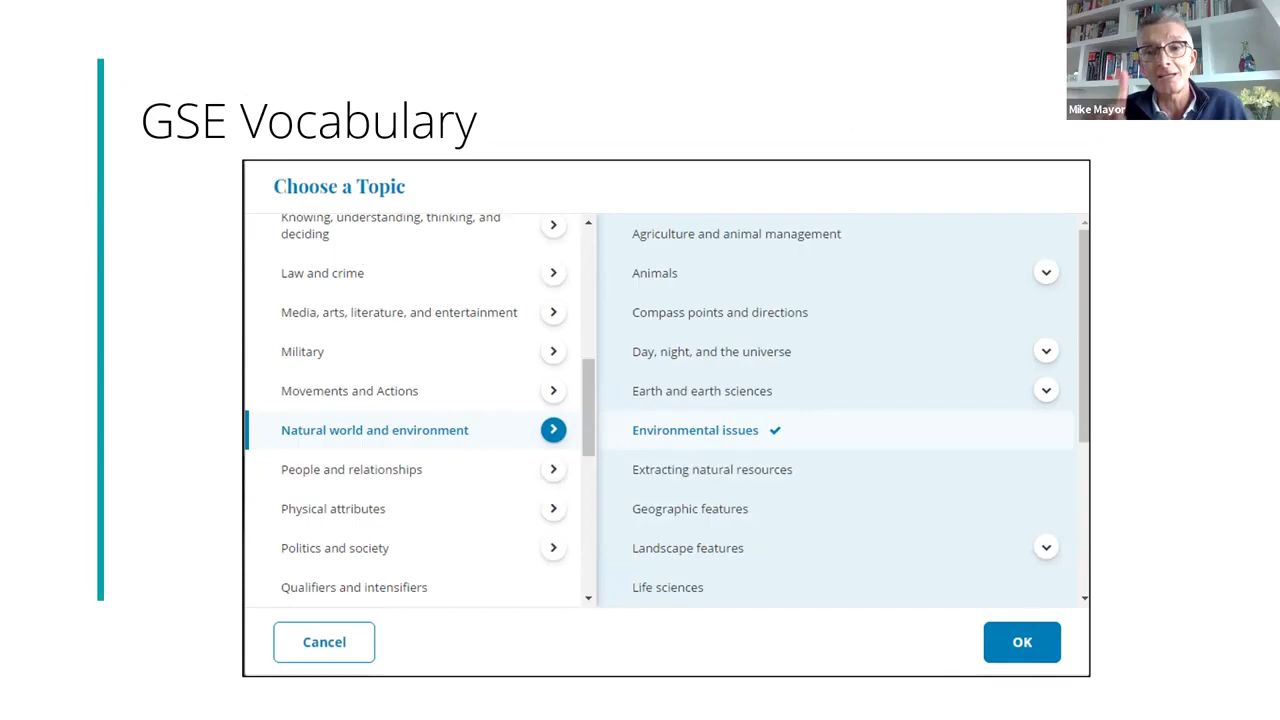 Mike Mayor
GSE Vocabulary
Choose a Topic
Knowing, understanding, thinking, and
deciding
Law and crime
Media, arts, literature, and entertainment
Military
Movements and Actions
Natural world and environment
People and relationships
Physical attributes
Politics and society
Qualifiers and intensifiers
Agriculture and animal management
Animals
Compass points and directions
Day, night, and the universe
Earth and earth sciences
Environmental issues
Extracting natural resources
Geographic features
Landscape features
Life sciences
Cancel
OK